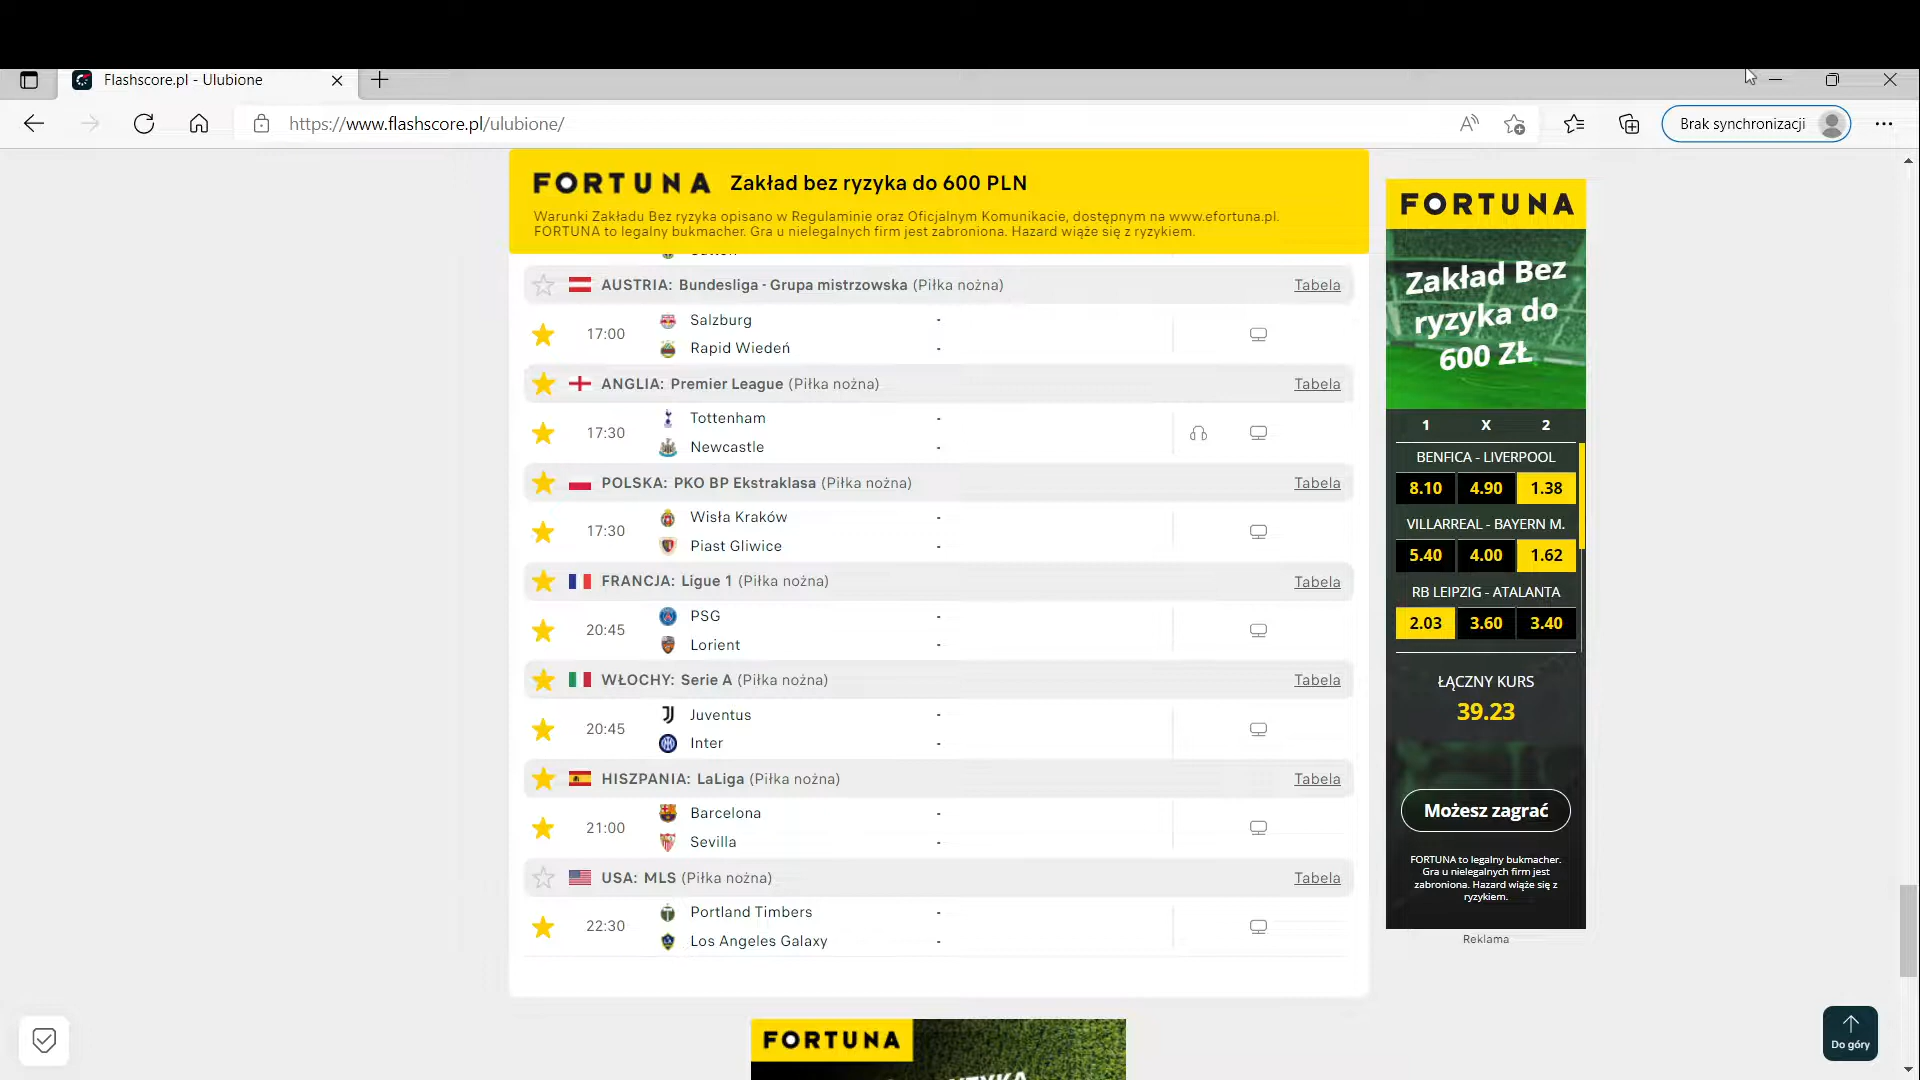 Flashscore.pl - Ulubione
https://www.flashscore.pl/ulubione/
Brak synchronizacji
FORTUNA Zakład bez ryzyka do 600 PLN
Warunki Zakładu Bez ryzyka opisano w Regulaminie oraz Oficjalnym Komunikacie, dostępnym na www.efortuna.pl.
FORTUNA to legalny bukmacher. Gra u nielegalnych firm jest zabroniona. Hazard wiąże się z ryzykiem.
AUSTRIA: Bundesliga - Grupa mistrzowska (Piłka nożna) Tabela
17:00
Salzburg -
Rapid Wiedeń -
ANGLIA: Premier League (Piłka nożna) Tabela
17:30
Tottenham -
Newcastle -
POLSKA: PKO BP Ekstraklasa (Piłka nożna) Tabela
17:30
Wisła Kraków -
Piast Gliwice -
FRANCJA: Ligue 1 (Piłka nożna) Tabela
20:45
PSG -
Lorient -
WŁOCHY: Serie A (Piłka nożna) Tabela
20:45
Juventus -
Inter -
HISZPANIA: LaLiga (Piłka nożna) Tabela
21:00
Barcelona -
Sevilla -
USA: MLS (Piłka nożna) Tabela
22:30
Portland Timbers -
Los Angeles Galaxy -
FORTUNA
FORTUNA
Zakład Bez
ryzyka do
600 ZŁ
1 X 2
BENFICA - LIVERPOOL
8.10 4.90 1.38
VILLARREAL - BAYERN M.
5.40 4.00 1.62
RB LEIPZIG - ATALANTA
2.03 3.60 3.40
ŁĄCZNY KURS
39.23
Możesz zagrać
FORTUNA to legalny bukmacher.
Gra u nielegalnych firm jest
zabroniona. Hazard wiąże się z
ryzykiem.
Reklama
Do góry